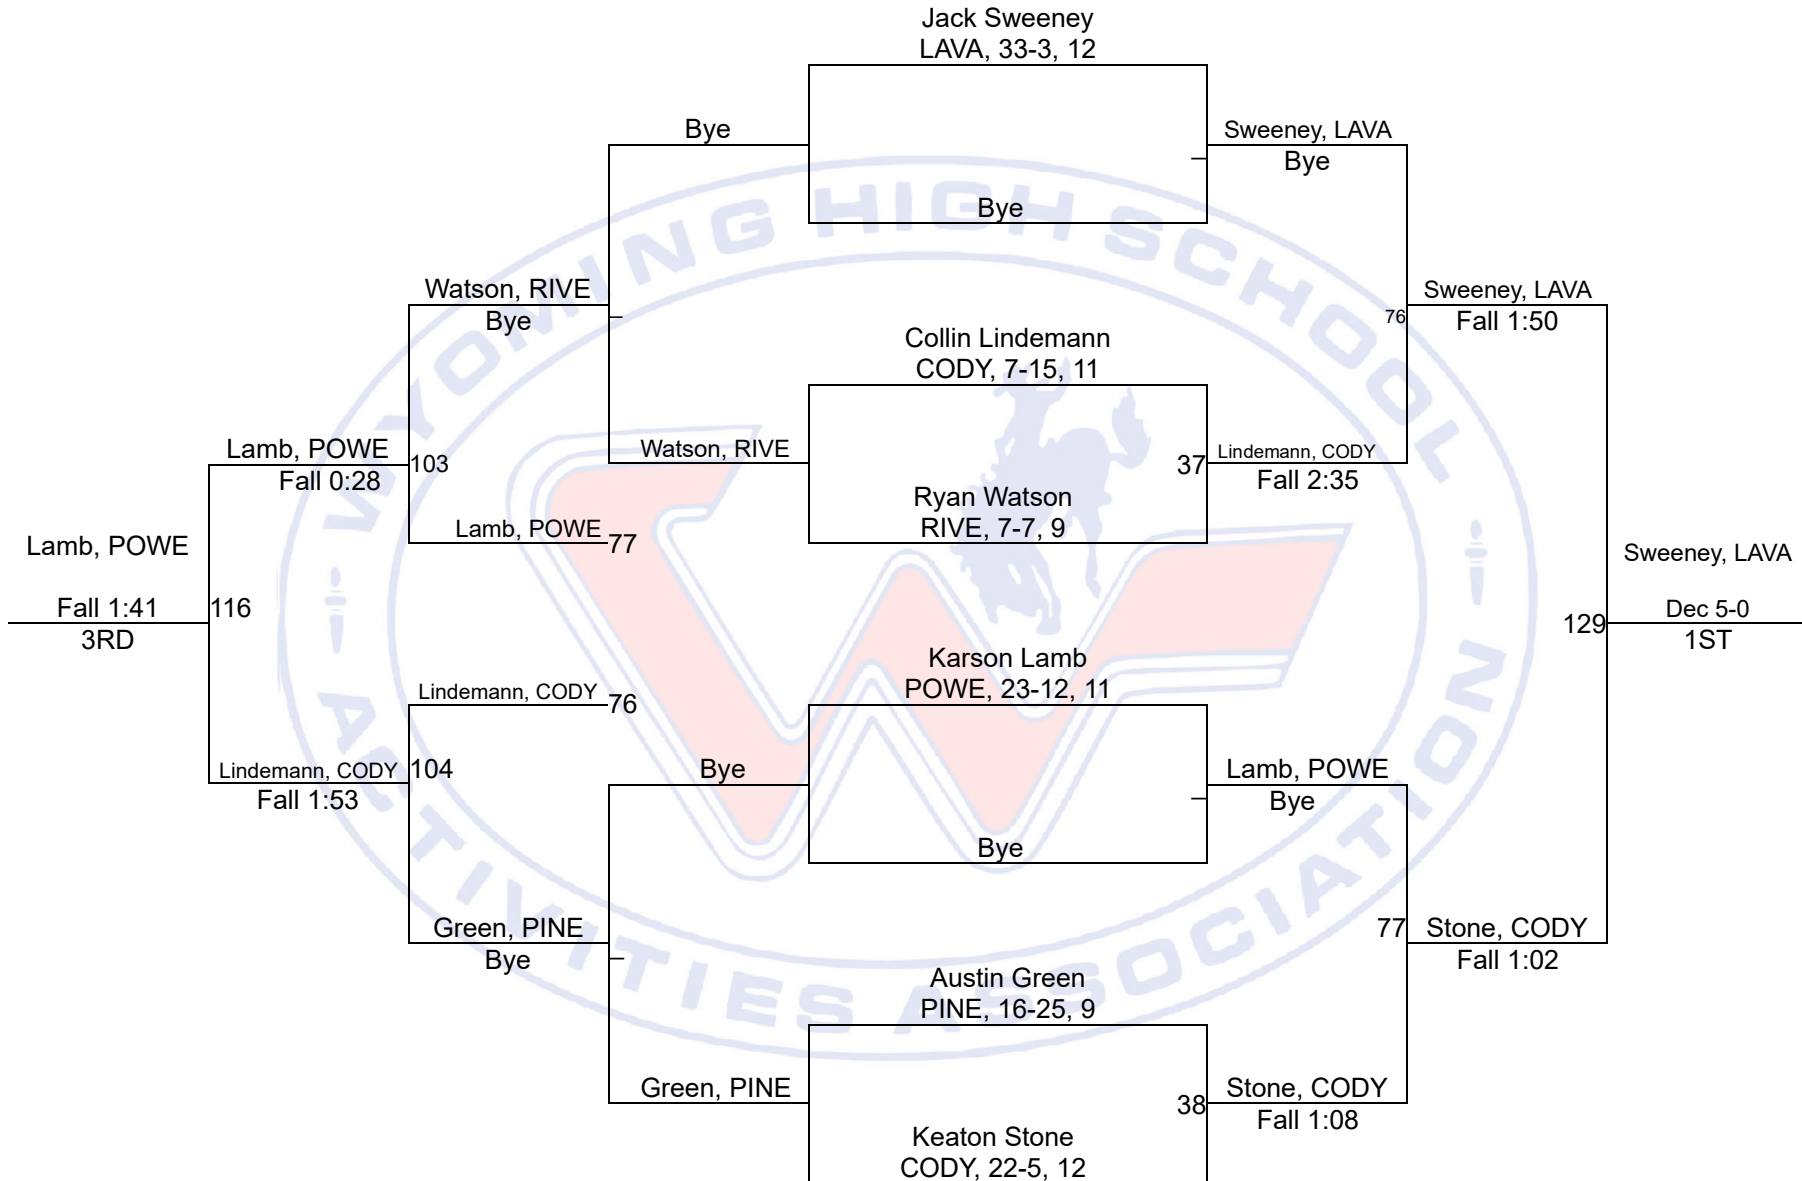 Jack Sweeney
LAVA, 33-3, 12
Bye
Sweeney, LAVA
Bye
Bye
Watson, RIVE
Bye
Sweeney, LAVA
76
Fall 1:50
Collin Lindemann
CODY, 7-15, 11
Lamb, POWE
103
Fall 0:28
Watson, RIVE
37
Lindemann, CODY
Fall 2:35
Ryan Watson
RIVE, 7-7, 9
Lamb, POWE
77
Lamb, POWE
Fall 1:41
116
3RD
Sweeney, LAVA
129
Dec 5-0
1ST
Karson Lamb
POWE, 23-12, 11
Lindemann, CODY
76
Lindemann, CODY
104
Fall 1:53
Bye
Lamb, POWE
Bye
Bye
Green, PINE
Bye
77
Stone, CODY
Fall 1:02
Austin Green
PINE, 16-25, 9
Green, PINE
38
Stone, CODY
Fall 1:08
Keaton Stone
CODY, 22-5, 12
WYOMING HIGH SCHOOL
ACTIVITIES ASSOCIATION